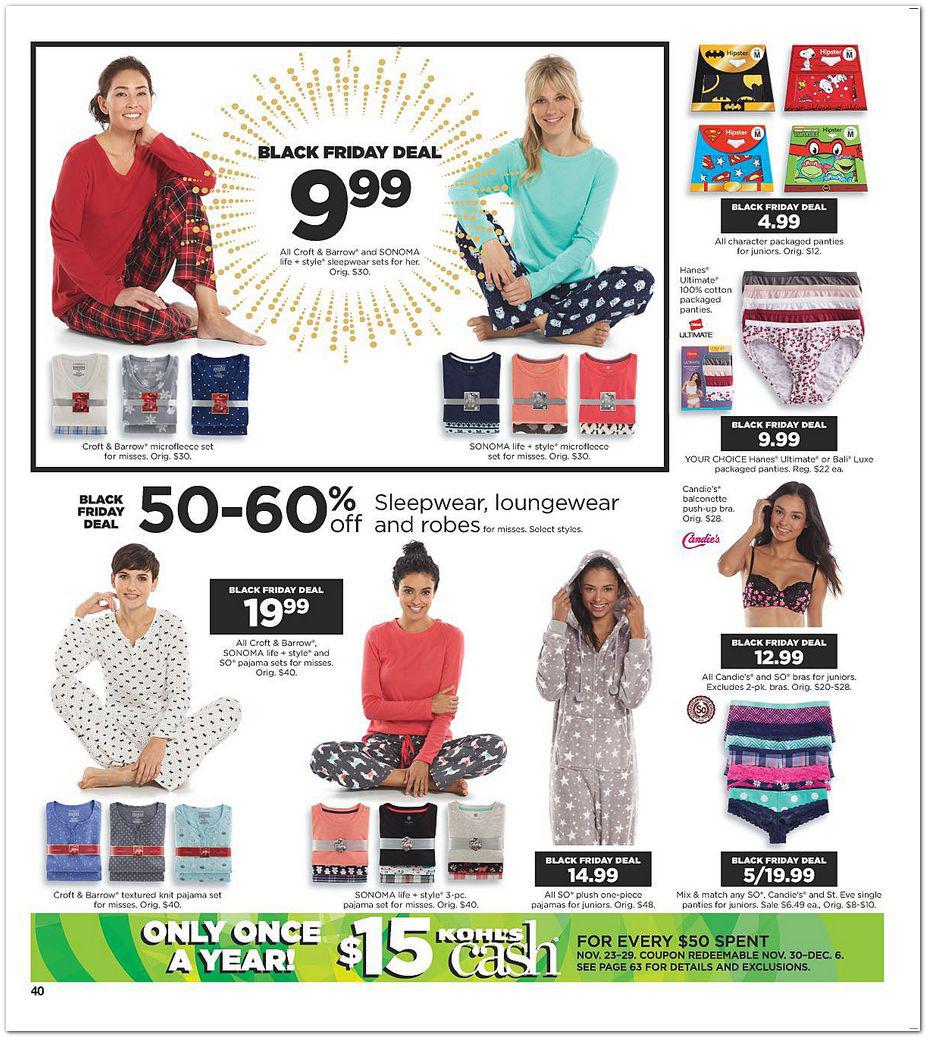 BLACK FRIDAY DEAL
9.99
All Croft & Barrow® and SONOMA
life + style® sleepwear sets for her.
Orig. $30.
Croft & Barrow® microfleece set
for misses. Orig. $30.
SONOMA life + style® microfleece
set for misses. Orig. $30.
Hipster M
Hipster M
Hipster M
Hipster M
BLACK FRIDAY DEAL
4.99
All character packaged panties
for juniors. Orig. $12.
Hanes®
Ultimate®
100% cotton
packaged
panties.
Hanes
ULTIMATE
BLACK FRIDAY DEAL
9.99
YOUR CHOICE Hanes® Ultimate® or Bali® Luxe
packaged panties. Reg. $22 ea.
BLACK
FRIDAY
DEAL
50-60% off
Sleepwear, loungewear
and robes for misses. Select styles.
Candie's®
balconette
push-up bra.
Orig. $28.
Candie's
BLACK FRIDAY DEAL
12.99
All Candie's® and SO® bras for juniors.
Excludes 2-pk. bras. Orig. $20-$28.
BLACK FRIDAY DEAL
19.99
All Croft & Barrow®,
SONOMA life + style® and
SO® pajama sets for misses.
Orig. $40.
Croft & Barrow® textured knit pajama set
for misses. Orig. $40.
SONOMA life + style® 3-pc.
pajama set for misses. Orig. $40.
BLACK FRIDAY DEAL
14.99
All SO® plush one-piece
pajamas for juniors. Orig. $48.
So
BLACK FRIDAY DEAL
5/19.99
Mix & match any SO®, Candie's® and St. Eve single
panties for juniors. Sale $6.49 ea., Orig. $8-$10.
ONLY ONCE
A YEAR!
$15 KOHL'S cash
FOR EVERY $50 SPENT
NOV. 23-29. COUPON REDEEMABLE NOV. 30-DEC. 6.
SEE PAGE 63 FOR DETAILS AND EXCLUSIONS.
40